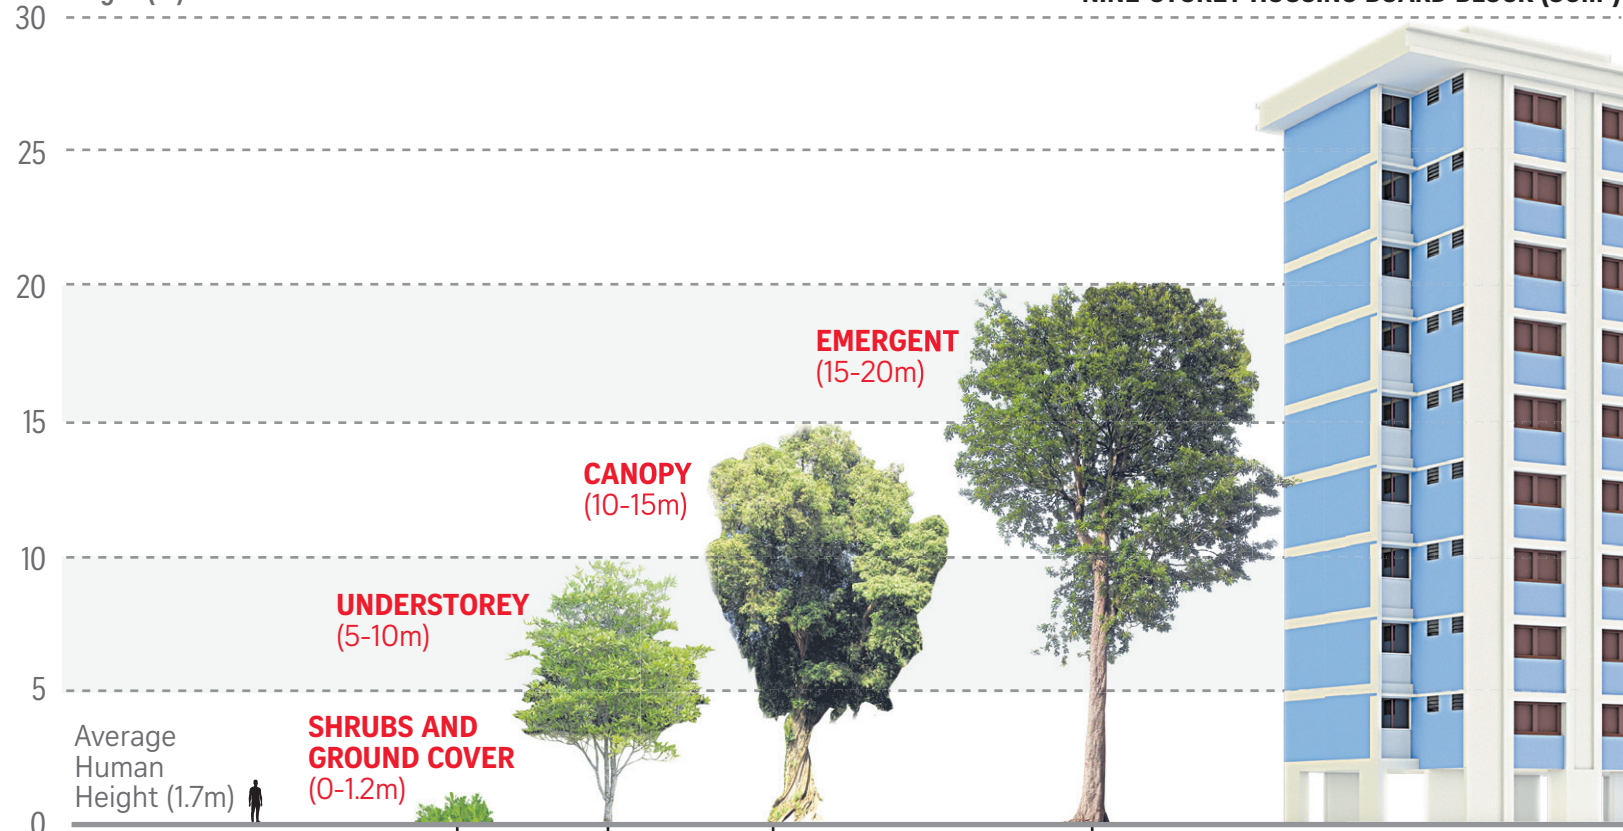 30
25
20
15
10
5
0
EMERGENT
(15-20m)
CANOPY
(10-15m)
UNDERSTOREY
(5-10m)
SHRUBS AND
GROUND COVER
(0-1.2m)
Average
Human
Height (1.7m)